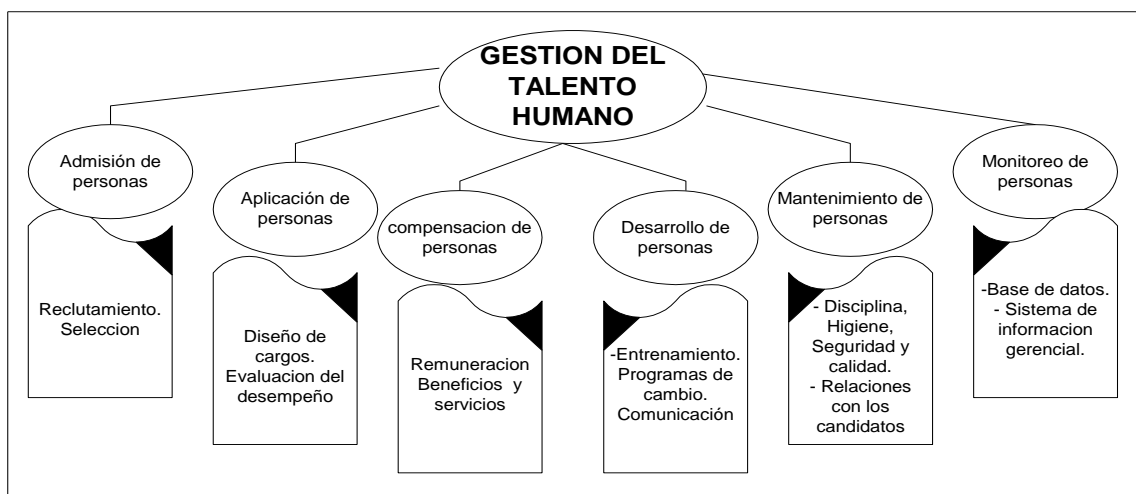 GESTION DEL
TALENTO
HUMANO
Admisión de
personas
Reclutamiento.
Seleccion
Aplicación de
personas
Diseño de
cargos.
Evaluacion del
desempeño
compensacion de
personas
Remuneracion
Beneficios y
servicios
Desarrollo de
personas
-Entrenamiento.
Programas de
cambio.
Comunicación
Mantenimiento de
personas
- Disciplina,
Higiene,
Seguridad y
calidad.
- Relaciones
con los
candidatos
Monitoreo de
personas
-Base de datos.
- Sistema de
informacion
gerencial.